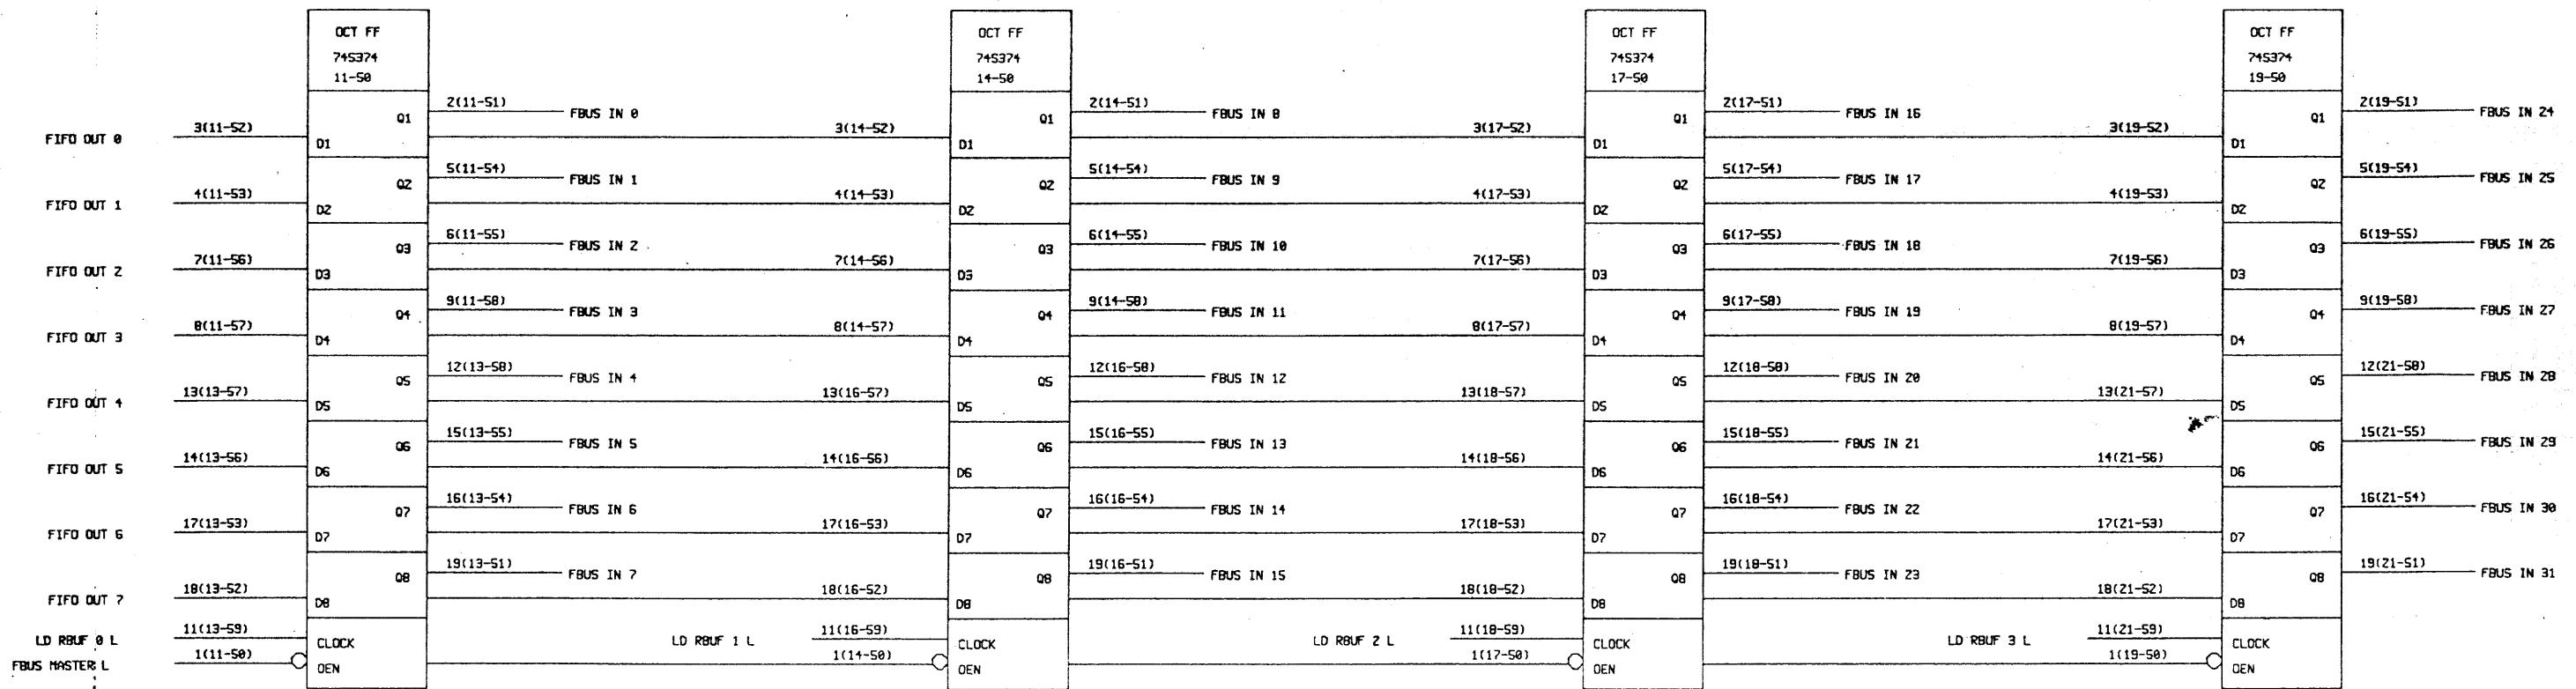 OCT FF
74S374
11-50
OCT FF
74S374
14-50
OCT FF
74S374
17-50
OCT FF
74S374
19-50
FIFO OUT 0 3(11-52) D1 Q1 2(11-51) FBUS IN 0 3(14-52) D1 Q1 2(14-51) FBUS IN 8 3(17-52) D1 Q1 2(17-51) FBUS IN 16 3(19-52) D1 Q1 2(19-51) FBUS IN 24
FIFO OUT 1 4(11-53) D2 Q2 5(11-54) FBUS IN 1 4(14-53) D2 Q2 5(14-54) FBUS IN 9 4(17-53) D2 Q2 5(17-54) FBUS IN 17 4(19-53) D2 Q2 5(19-54) FBUS IN 25
FIFO OUT 2 7(11-56) D3 Q3 6(11-55) FBUS IN 2 7(14-56) D3 Q3 6(14-55) FBUS IN 10 7(17-56) D3 Q3 6(17-55) FBUS IN 18 7(19-56) D3 Q3 6(19-55) FBUS IN 26
FIFO OUT 3 8(11-57) D4 Q4 9(11-58) FBUS IN 3 8(14-57) D4 Q4 9(14-58) FBUS IN 11 8(17-57) D4 Q4 9(17-58) FBUS IN 19 8(19-57) D4 Q4 9(19-58) FBUS IN 27
FIFO OUT 4 13(13-57) D5 Q5 12(13-58) FBUS IN 4 13(16-57) D5 Q5 12(16-58) FBUS IN 12 13(18-57) D5 Q5 12(18-58) FBUS IN 20 13(21-57) D5 Q5 12(21-58) FBUS IN 28
FIFO OUT 5 14(13-56) D6 Q6 15(13-55) FBUS IN 5 14(16-56) D6 Q6 15(16-55) FBUS IN 13 14(18-56) D6 Q6 15(18-55) FBUS IN 21 14(21-56) D6 Q6 15(21-55) FBUS IN 29
FIFO OUT 6 17(13-53) D7 Q7 16(13-54) FBUS IN 6 17(16-53) D7 Q7 16(16-54) FBUS IN 14 17(18-53) D7 Q7 16(18-54) FBUS IN 22 17(21-53) D7 Q7 16(21-54) FBUS IN 30
FIFO OUT 7 18(13-52) D8 Q8 19(13-51) FBUS IN 7 18(16-52) D8 Q8 19(16-51) FBUS IN 15 18(18-52) D8 Q8 19(18-51) FBUS IN 23 18(21-52) D8 Q8 19(21-51) FBUS IN 31
LD RBUF 0 L 11(13-59) CLOCK LD RBUF 1 L 11(16-59) CLOCK LD RBUF 2 L 11(18-59) CLOCK LD RBUF 3 L 11(21-59) CLOCK
FBUS MASTER L 1(11-50) OEN 1(14-50) OEN 1(17-50) OEN 1(19-50) OEN